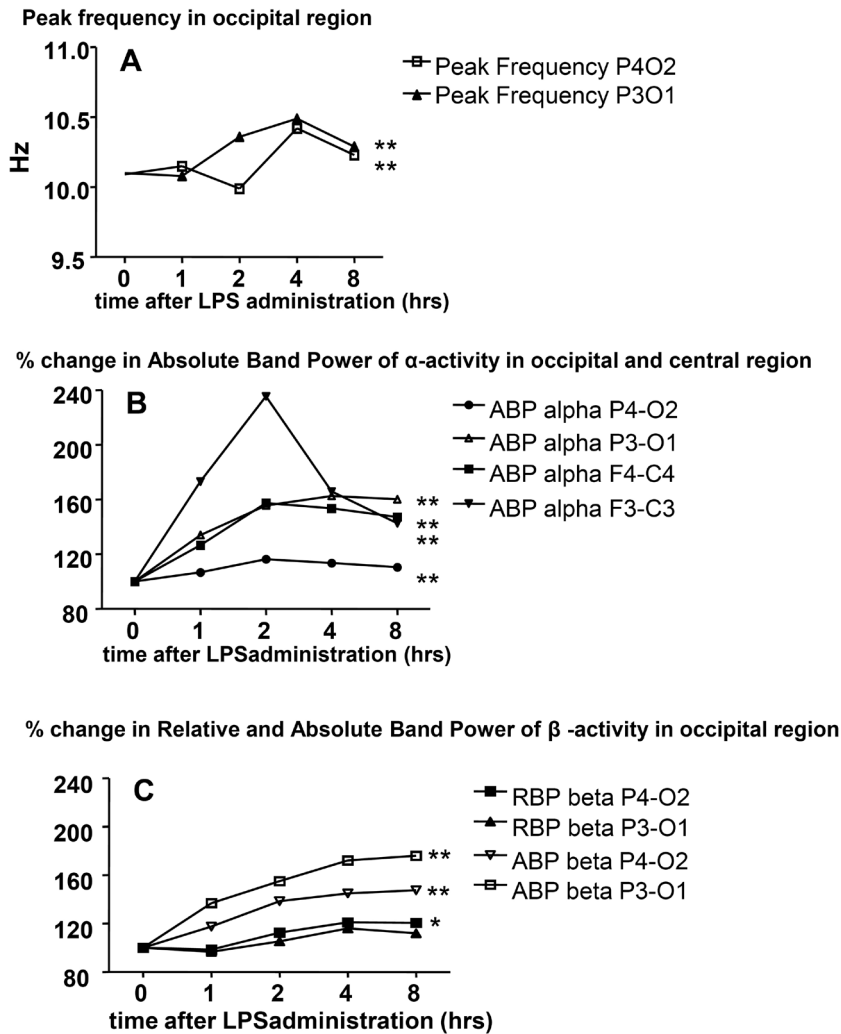 Peak frequency in occipital region
11.0
A
Peak Frequency P4O2
Peak Frequency P3O1
10.5
**
Hz
**
10.0
9.5
0 1 2 4 8
time after LPS administration (hrs)
% change in Absolute Band Power of α-activity in occipital and central region
240
B
ABP alpha P4-O2
ABP alpha P3-O1
200
ABP alpha F4-C4
ABP alpha F3-C3
160
**
**
**
120
**
80
0 1 2 4 8
time after LPSadministration (hrs)
% change in Relative and Absolute Band Power of β -activity in occipital region
240
C
RBP beta P4-O2
RBP beta P3-O1
200
ABP beta P4-O2
ABP beta P3-O1
160
**
**
120
*
80
0 1 2 4 8
time after LPSadministration (hrs)